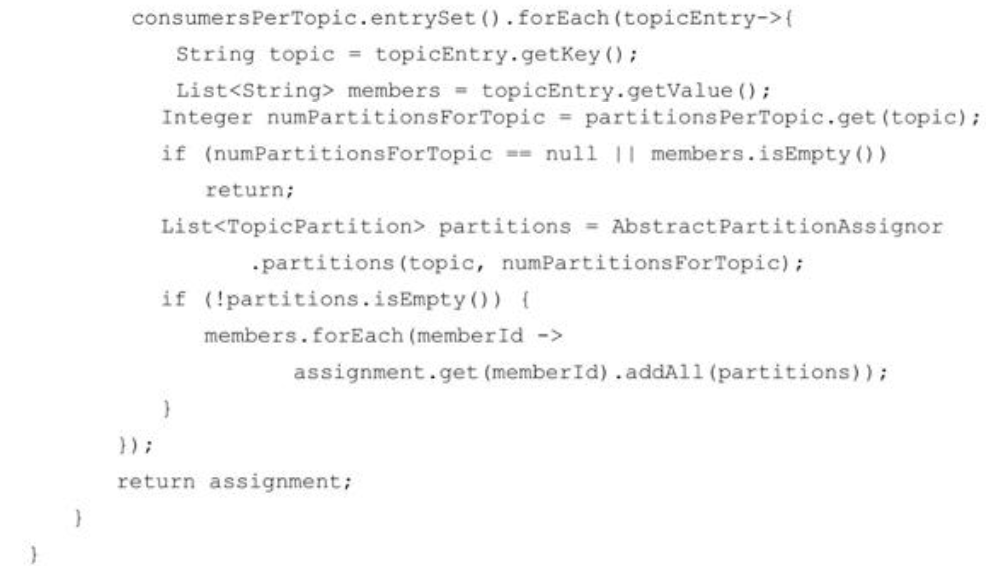 consumersPerTopic.entrySet().forEach(topicEntry->{
String topic = topicEntry.getKey();
List<String> members = topicEntry.getValue();
Integer numPartitionsForTopic = partitionsPerTopic.get(topic);
if (numPartitionsForTopic == null || members.isEmpty())
return;
List<TopicPartition> partitions = AbstractPartitionAssignor
.partitions(topic, numPartitionsForTopic);
if (!partitions.isEmpty()) {
members.forEach(memberId ->
assignment.get(memberId).addAll(partitions));
}
});
return assignment;
}
}